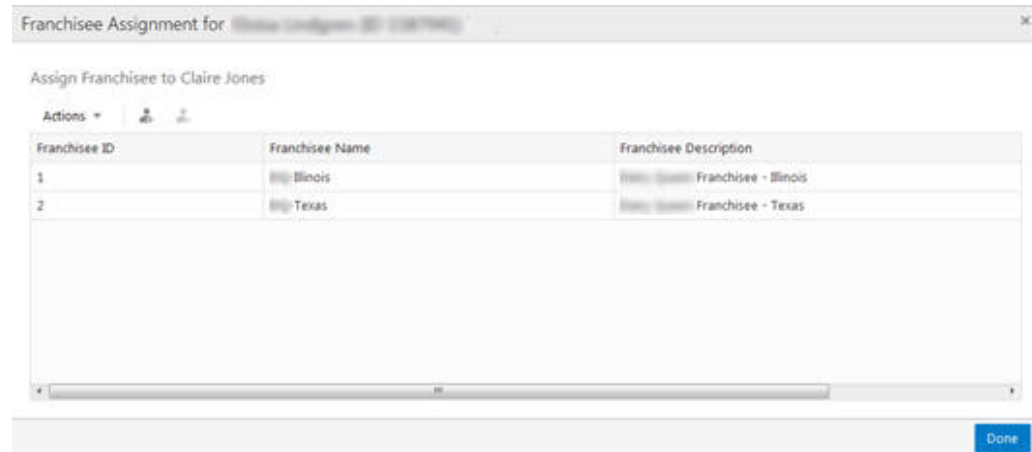 Franchisee Assignment for
Assign Franchisee to Claire Jones
Actions
Franchisee ID Franchisee Name Franchisee Description
1 Illinois Franchisee - Illinois
2 Texas Franchisee - Texas
Done